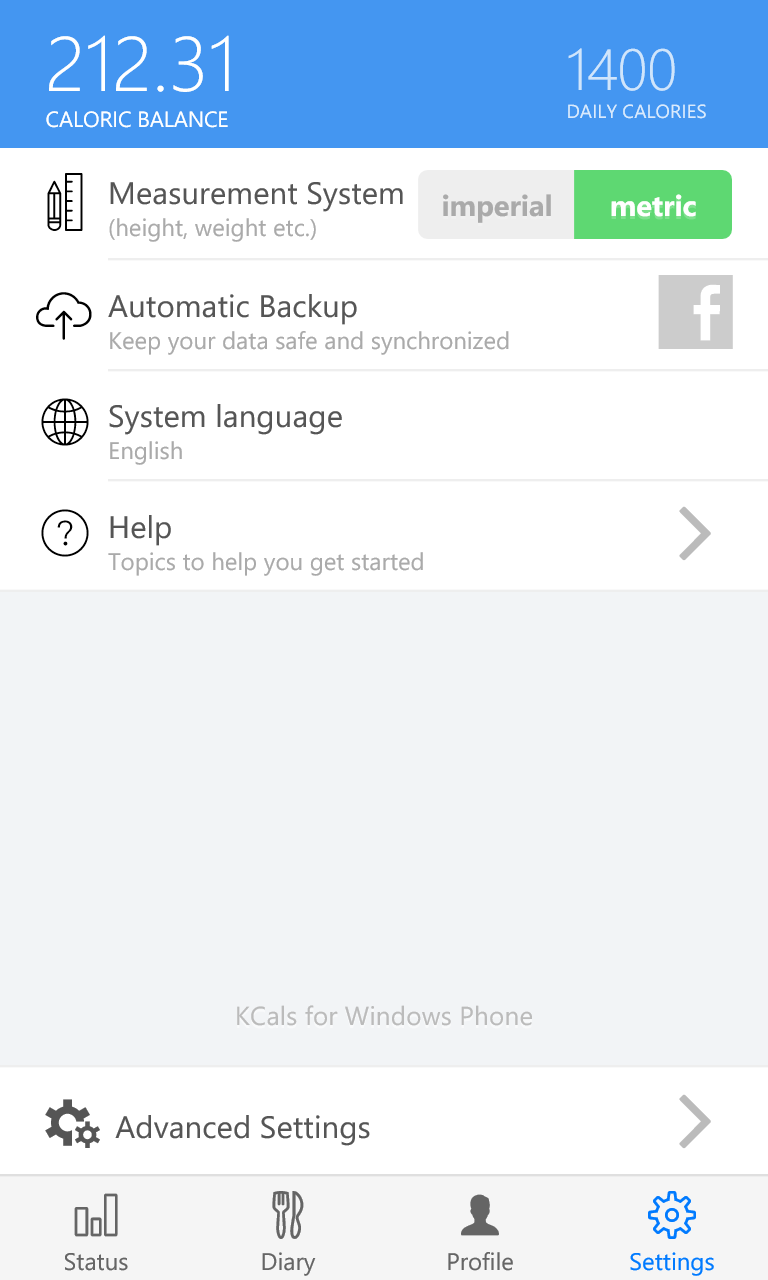 212.31
CALORIC BALANCE
1400
DAILY CALORIES
Measurement System
(height, weight etc.)
imperial
metric
Automatic Backup
Keep your data safe and synchronized
f
System language
English
?
Help
Topics to help you get started
KCals for Windows Phone
Advanced Settings
Status
Diary
Profile
Settings